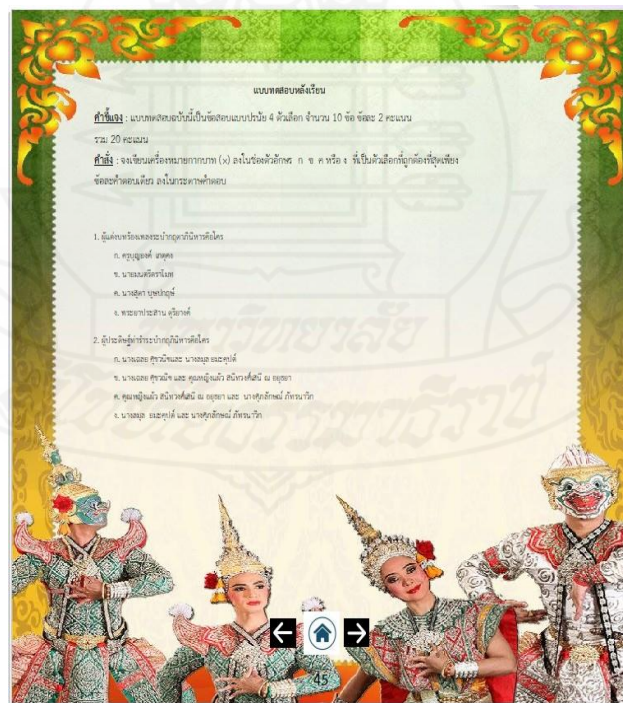 แบบทดสอบหลังเรียน
คำชี้แจง : แบบทดสอบฉบับนี้เป็นข้อสอบแบบปรนัย 4 ตัวเลือก จำนวน 10 ข้อ ข้อละ 2 คะแนน
รวม 20 คะแนน
คำสั่ง : จงเขียนเครื่องหมายกากบาท (×) ลงในช่องตัวอักษร ก ข ค หรือ ง ที่เป็นตัวเลือกที่ถูกต้องที่สุดเพียง
ข้อละคำตอบเดียว ลงในกระดาษคำตอบ
1. ผู้แต่งบทร้องเพลงระบำกฤดาภินิหารคือใคร
ก. ครูบุญยงค์ เกตุคง
ข. นายมนตรีตราโมท
ค. นางสุดา บุษปฤกษ์
ง. พระยาประสาน ดุริยางค์
2. ผู้ประดิษฐ์ท่ารำระบำกฤภินิหารคือใคร
ก. นางเฉลย ศุขวณิชและ นางลมุล ยมะคุปต์
ข. นางเฉลย ศุขวณิช และ คุณหญิงแผ้ว สนิทวงศ์เสนี ณ อยุธยา
ค. คุณหญิงแผ้ว สนิทวงศ์เสนี ณ อยุธยา และ นางศุภลักษณ์ ภัทรนาวิก
ง. นางลมุล ยมะคุปต์ และ นางศุภลักษณ์ ภัทรนาวิก
45